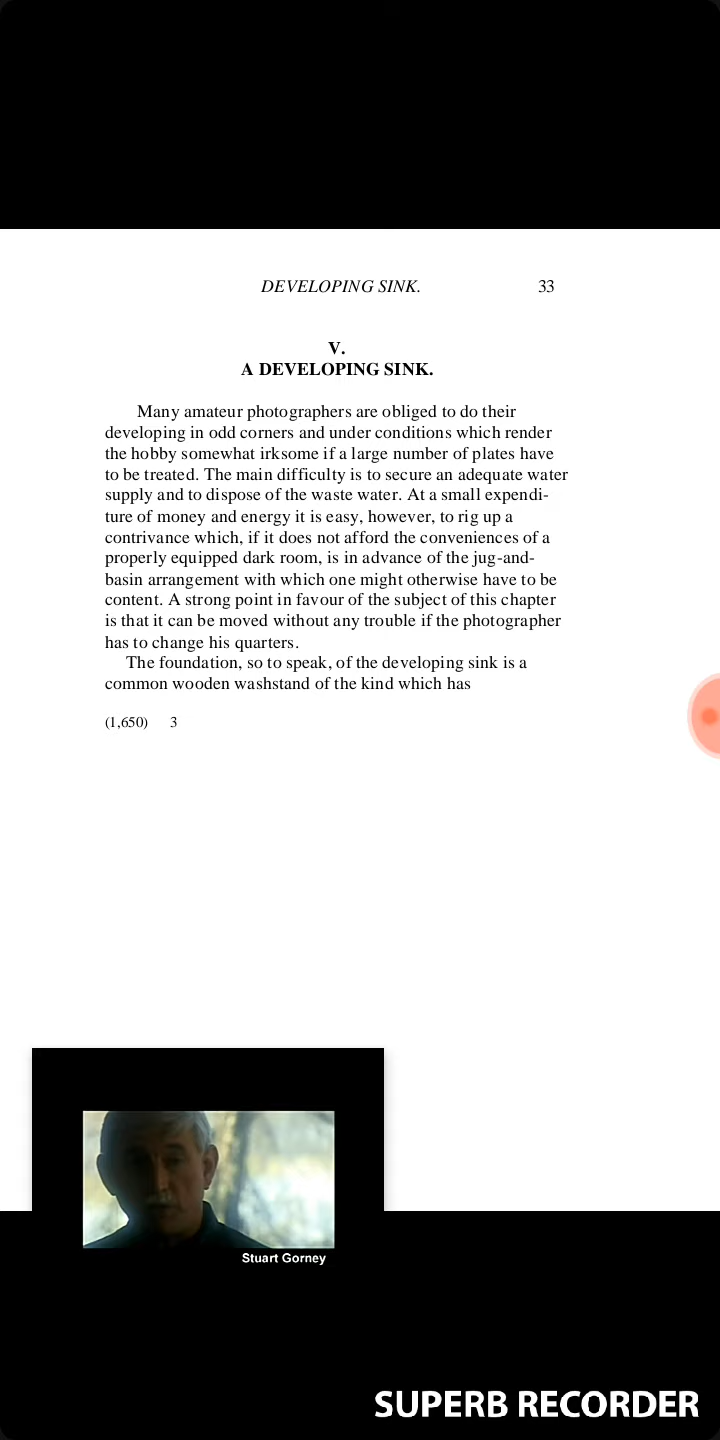 DEVELOPING SINK. 33
V.
A DEVELOPING SINK.
Many amateur photographers are obliged to do their
developing in odd corners and under conditions which render
the hobby somewhat irksome if a large number of plates have
to be treated. The main difficulty is to secure an adequate water
supply and to dispose of the waste water. At a small expendi-
ture of money and energy it is easy, however, to rig up a
contrivance which, if it does not afford the conveniences of a
properly equipped dark room, is in advance of the jug-and-
basin arrangement with which one might otherwise have to be
content. A strong point in favour of the subject of this chapter
is that it can be moved without any trouble if the photographer
has to change his quarters.
The foundation, so to speak, of the developing sink is a
common wooden washstand of the kind which has
(1,650) 3
Stuart Gorney
SUPERB RECORDER